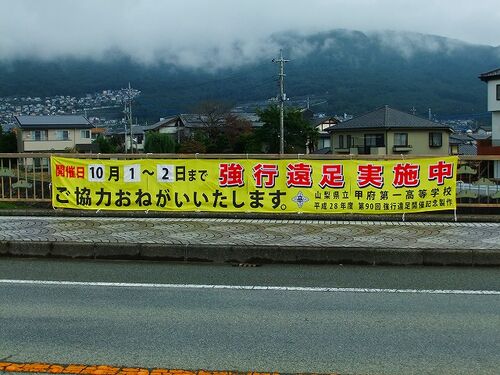 開催日 10月1～2日まで 強行遠足 実施中
ご協力おねがいいたします。
山梨県立 甲府第一高等学校
平成28年度 第90回 強行遠足開催記念製作